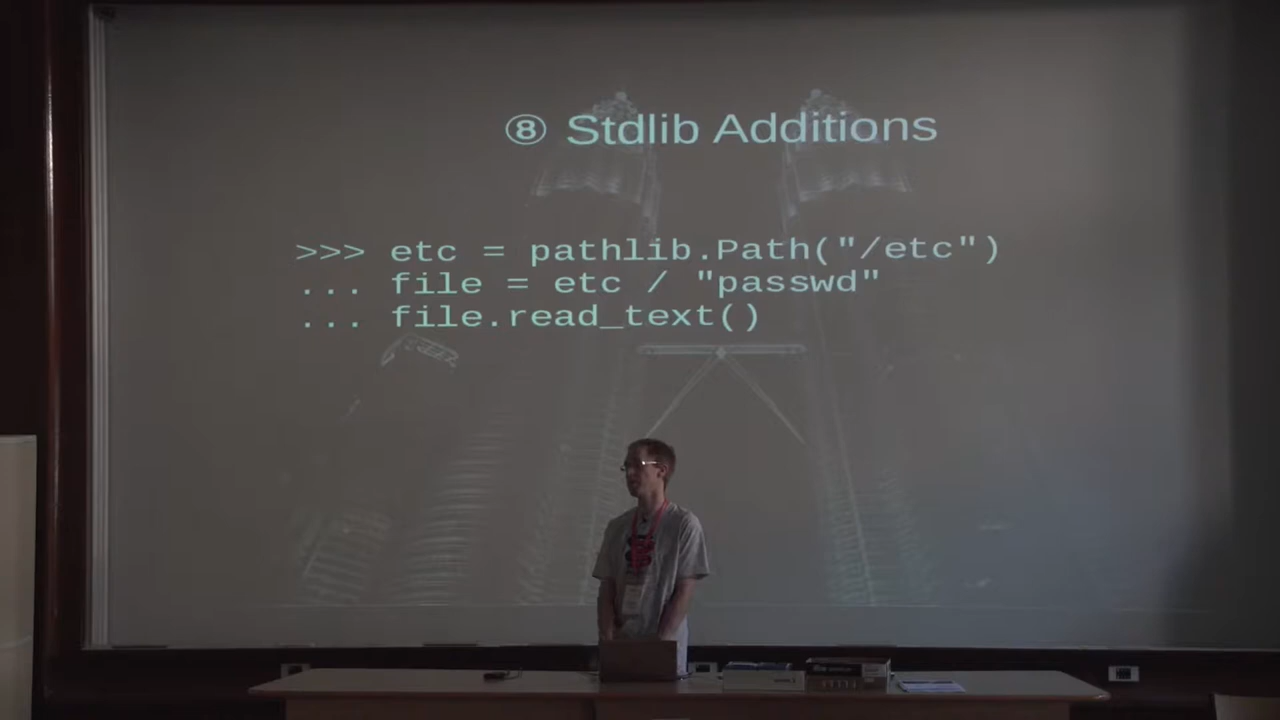 ⑧ Stdlib Additions
>>> etc = pathlib.Path("/etc")
... file = etc / "passwd"
... file.read_text()